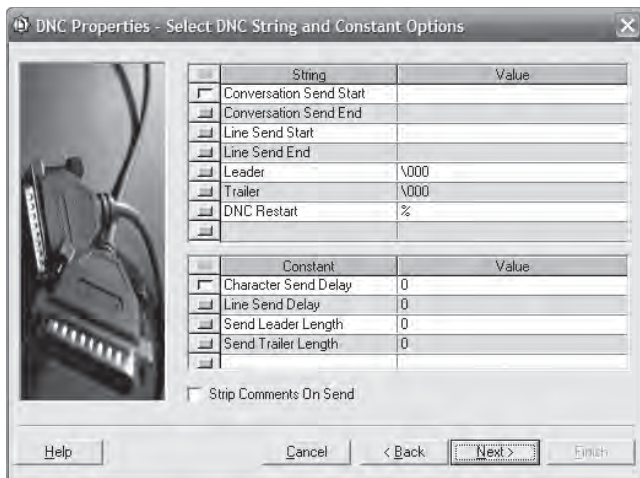 DNC Properties - Select DNC String and Constant Options
String Value
Conversation Send Start
Conversation Send End
Line Send Start
Line Send End
Leader \000
Trailer \000
DNC Restart %
Constant Value
Character Send Delay 0
Line Send Delay 0
Send Leader Length 0
Send Trailer Length 0
Strip Comments On Send
Help Cancel < Back Next > Finish